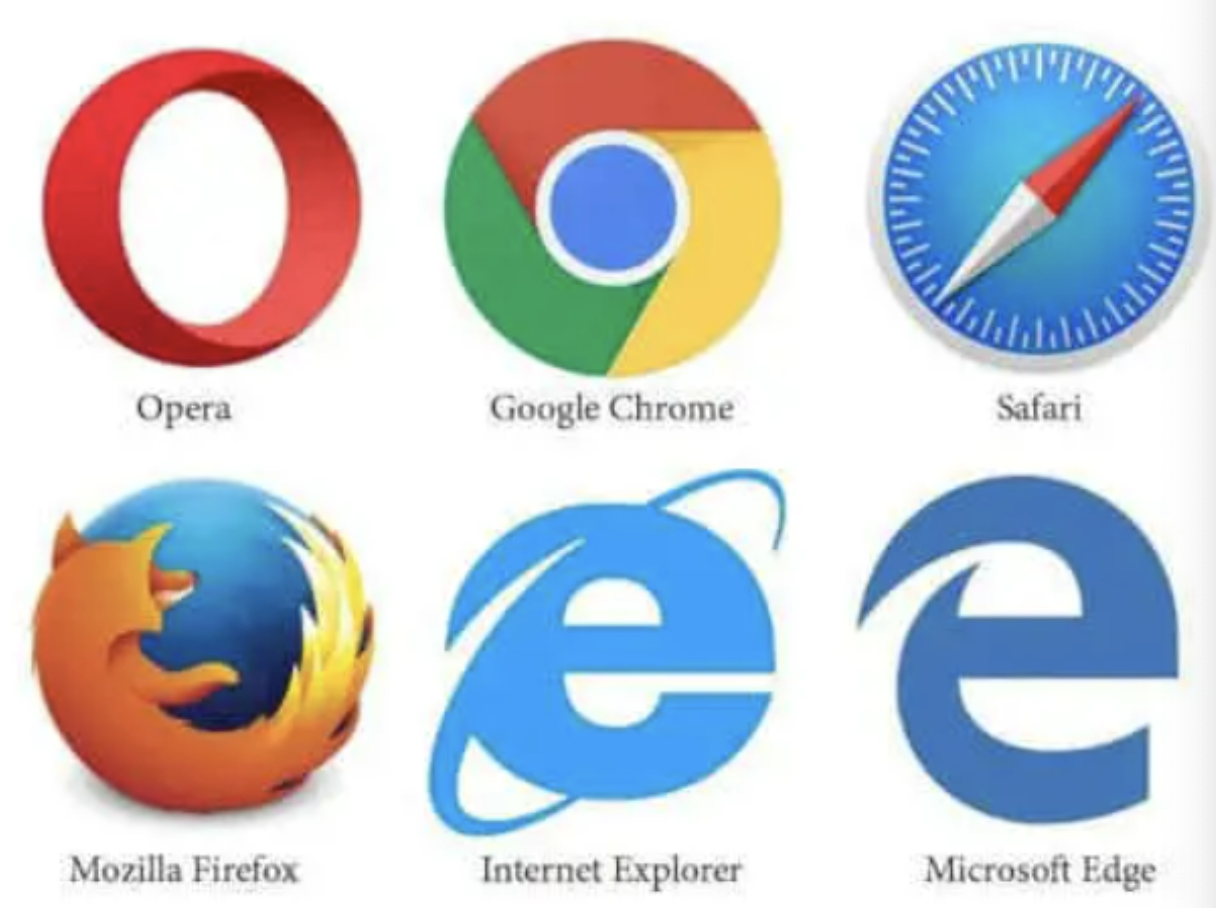 Opera
Google Chrome
Safari
Mozilla Firefox
Internet Explorer
Microsoft Edge